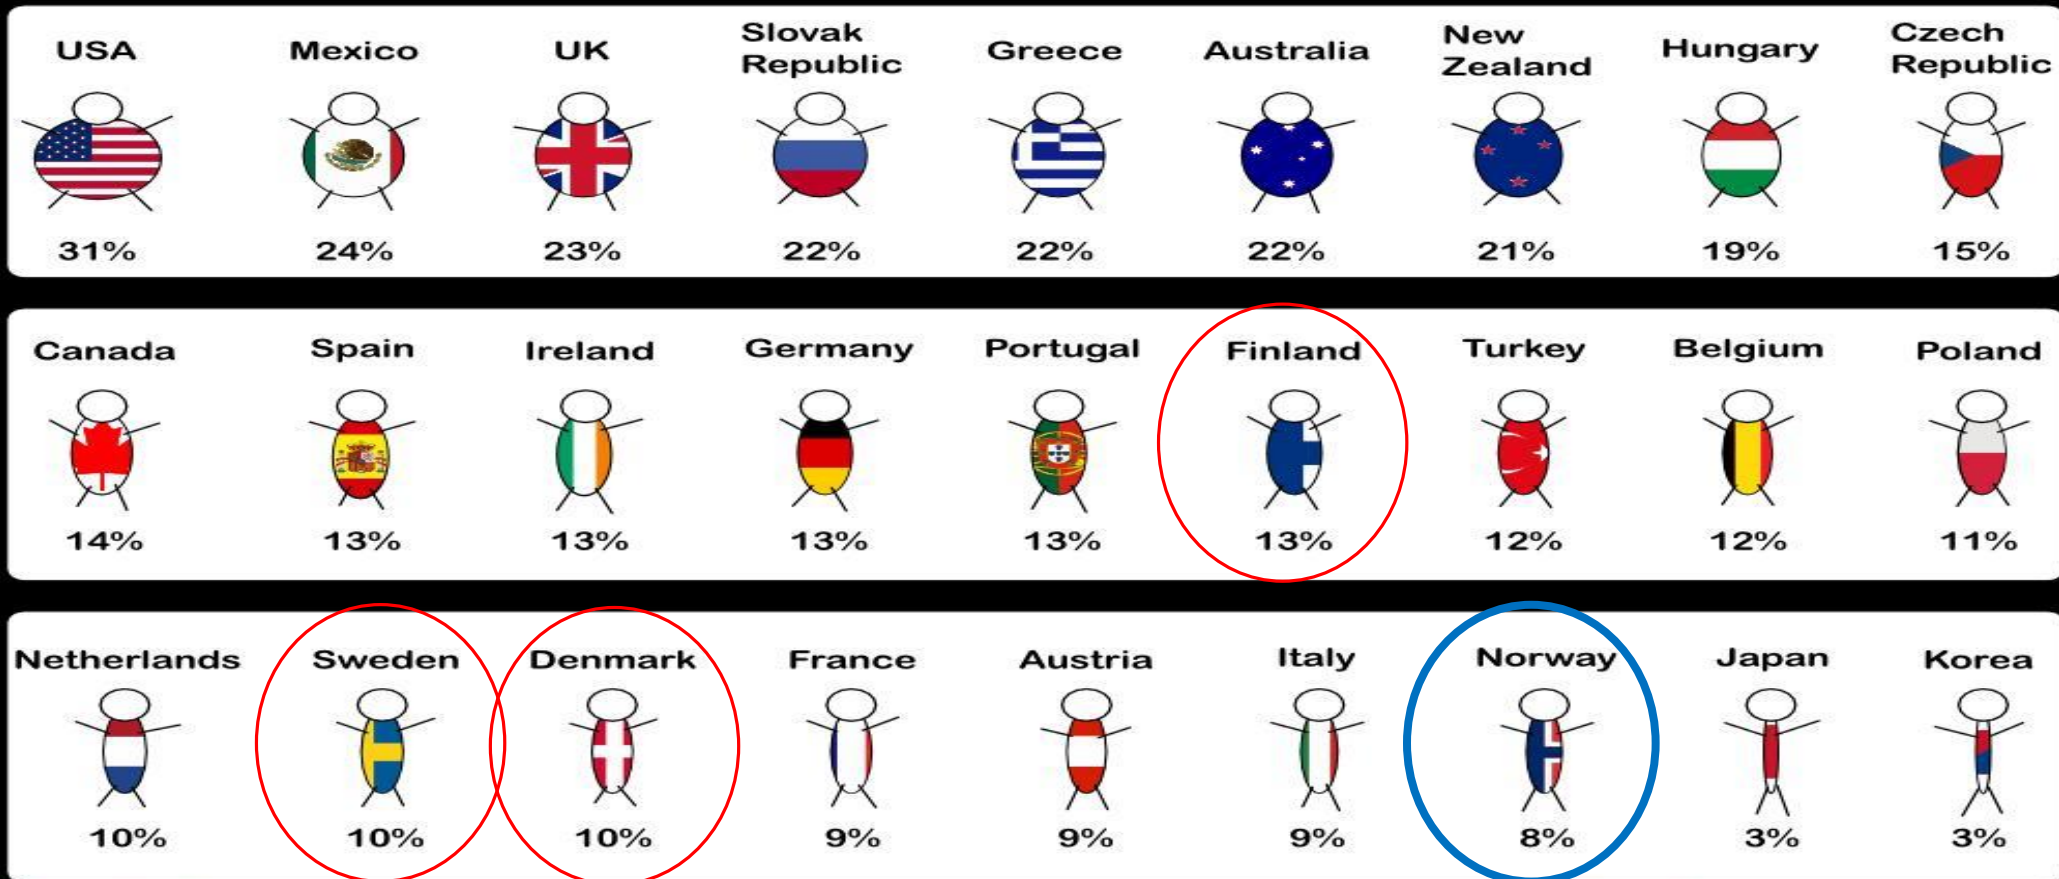 USA Mexico UK Slovak Republic Greece Australia New Zealand Hungary Czech Republic
31% 24% 23% 22% 22% 22% 21% 19% 15%
Canada Spain Ireland Germany Portugal Finland Turkey Belgium Poland
14% 13% 13% 13% 13% 13% 12% 12% 11%
Netherlands Sweden Denmark France Austria Italy Norway Japan Korea
10% 10% 10% 9% 9% 9% 8% 3% 3%